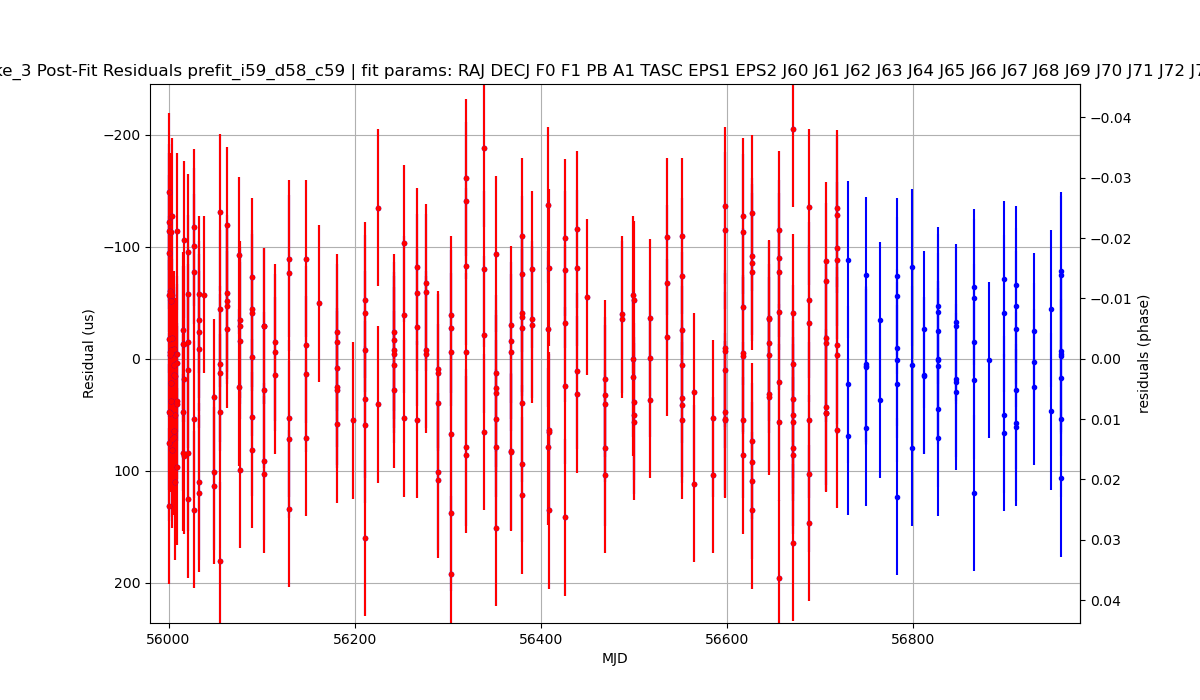 _3 Post-Fit Residuals prefit_i59_d58_c59 | fit params: RAJ DECJ F0 F1 PB A1 TASC EPS1 EPS2 J60 J61 J62 J63 J64 J65 J66 J67 J68 J69 J70 J71 J72
−200 −0.04
−0.03
−100 −0.02
−0.01
0 0.00
0.01
100 0.02
0.03
200 0.04
Residual (us)
residuals (phase)
56000 56200 56400 56600 56800
MJD